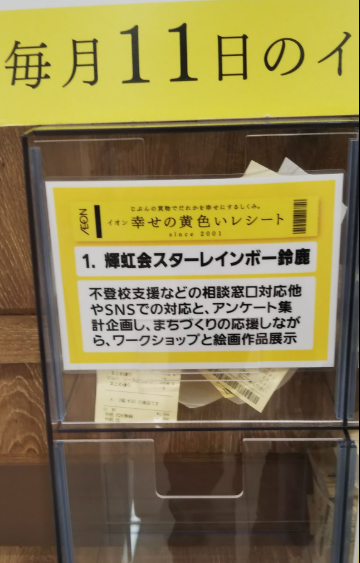 毎月11日のイ
ÆON
ふだんの買物でだれかを幸せにするしくみ。
イオン 幸せの黄色いレシート
since 2001
1. 輝虹会スターレインボー鈴鹿
不登校支援などの相談窓口対応他
やSNSでの対応と、アンケート集
計企画し、まちづくりの応援しなが
ら、ワークショップと絵画作品展示